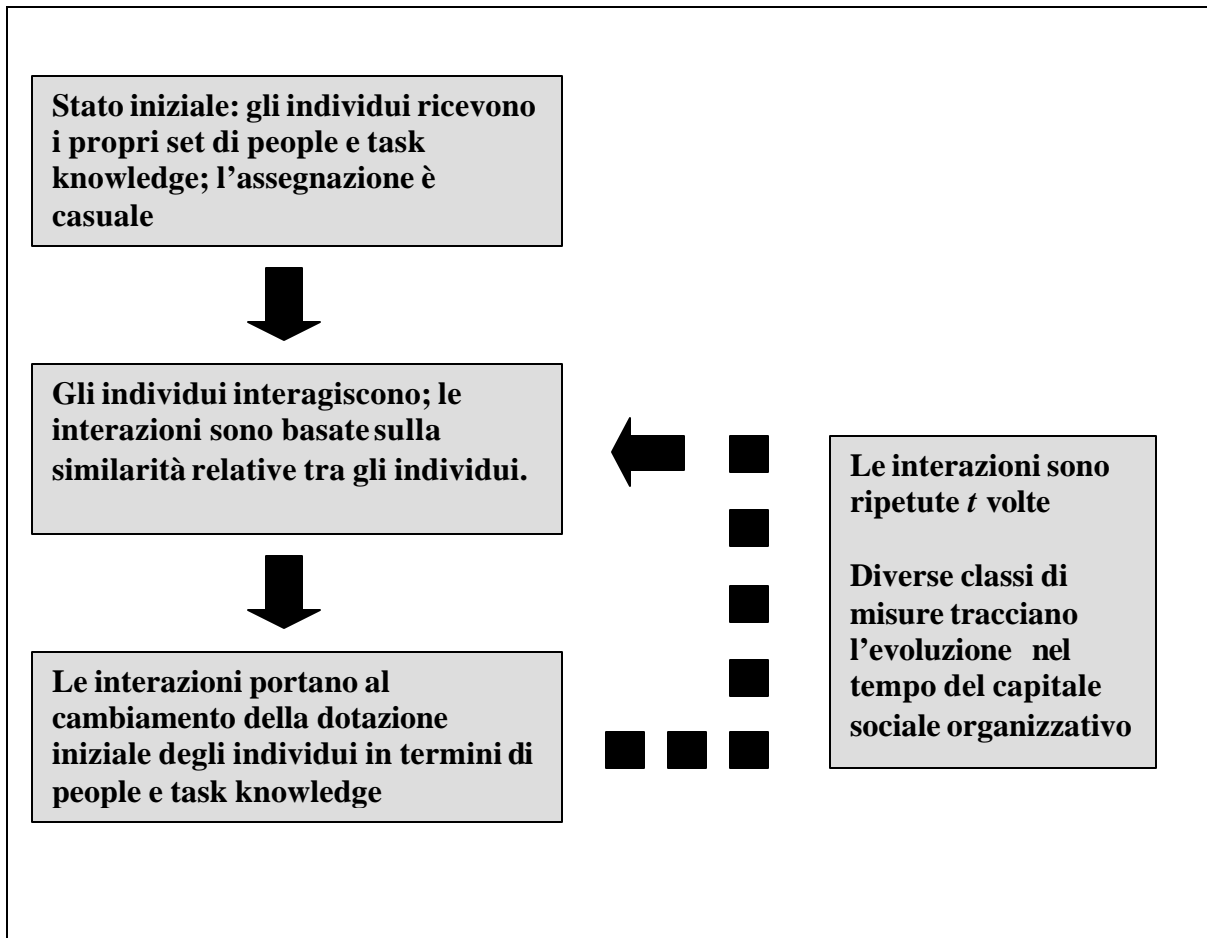 Stato iniziale: gli individui ricevono
i propri set di people e task
knowledge; l'assegnazione è
casuale
Gli individui interagiscono; le
interazioni sono basate sulla
similarità relative tra gli individui.
Le interazioni portano al
cambiamento della dotazione
iniziale degli individui in termini di
people e task knowledge
Le interazioni sono
ripetute t volte
Diverse classi di
misure tracciano
l'evoluzione nel
tempo del capitale
sociale organizzativo